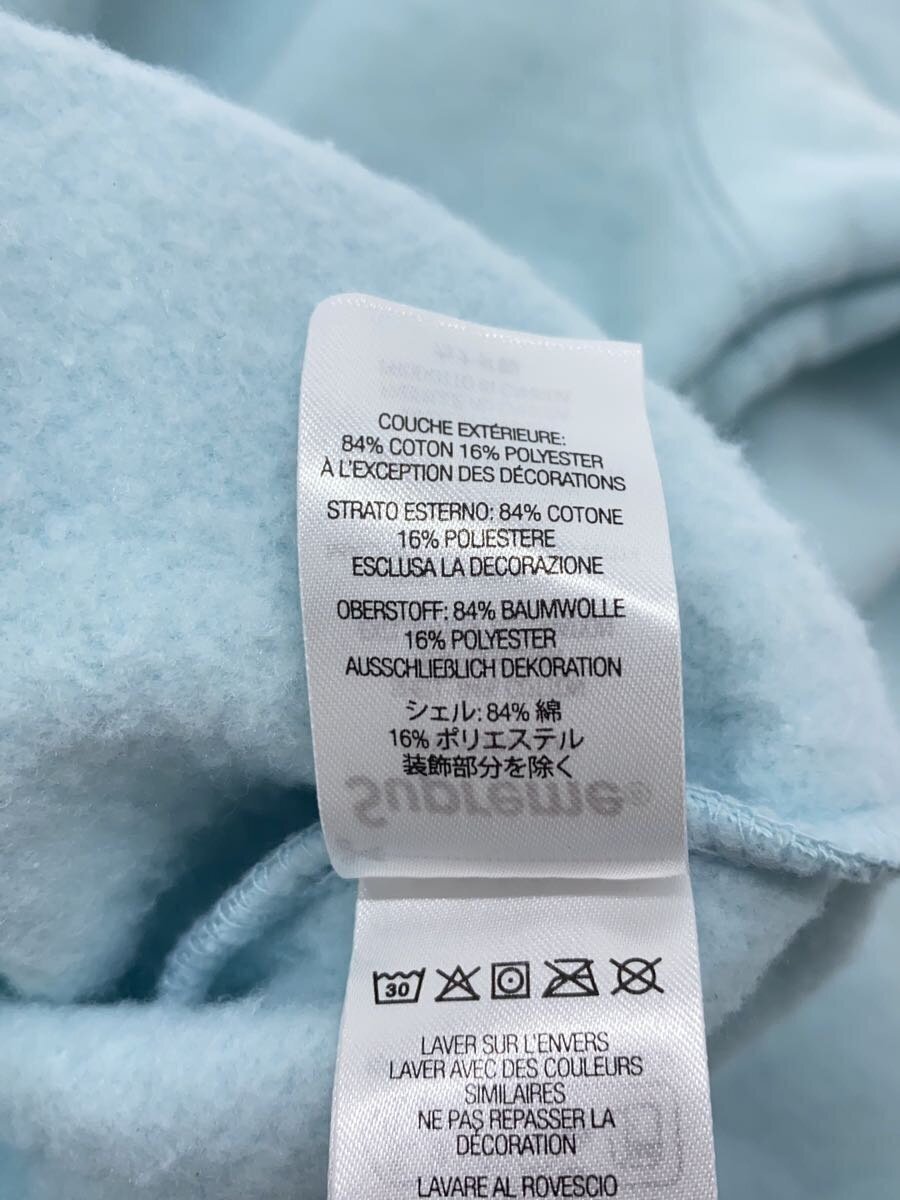 COUCHE EXTÉRIEURE:
84% COTON 16% POLYESTER
À L'EXCEPTION DES DÉCORATIONS
STRATO ESTERNO: 84% COTONE
16% POLIESTERE
ESCLUSA LA DECORAZIONE
OBERSTOFF: 84% BAUMWOLLE
16% POLYESTER
AUSSCHLIEßLICH DEKORATION
シェル: 84% 綿
16% ポリエステル
装飾部分を除く
Supreme®
30
LAVER SUR L'ENVERS
LAVER AVEC DES COULEURS
SIMILAIRES
NE PAS REPASSER LA
DÉCORATION
LAVARE AL ROVESCIO